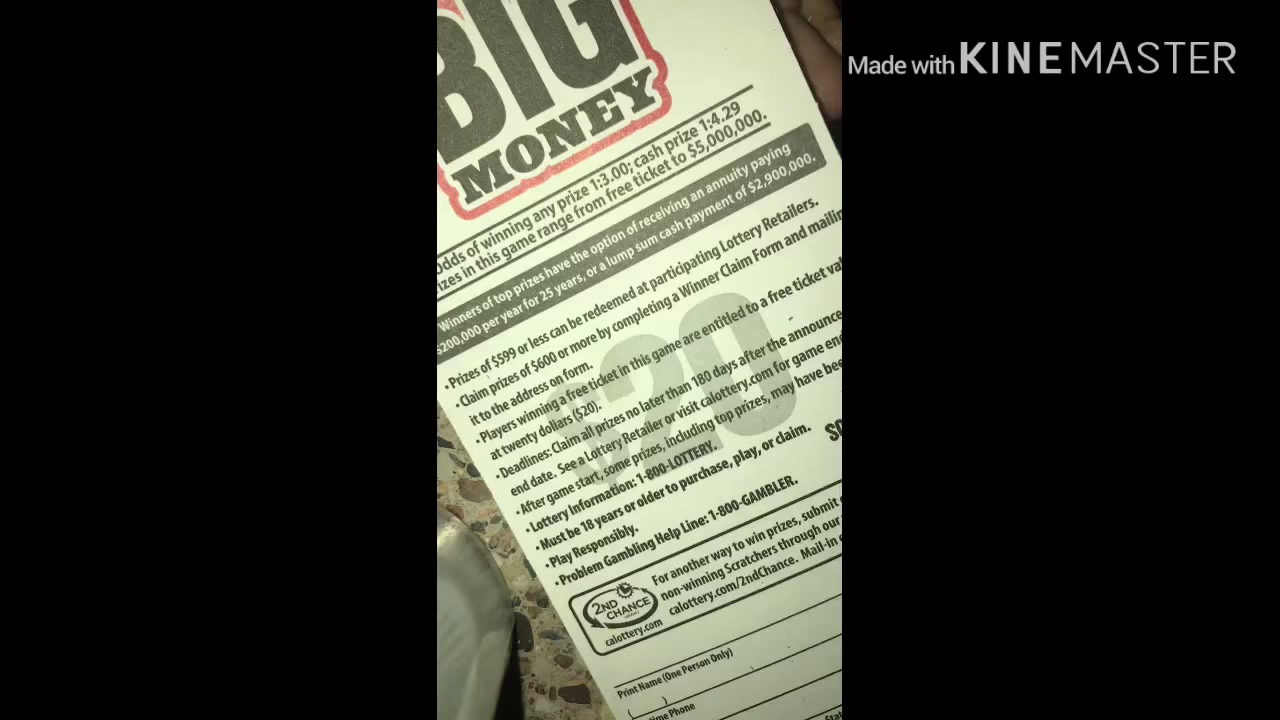 BIG
MONEY
Made with KINEMASTER
Odds of winning any prize 1:3.00; cash prize 1:4.29
in this game range from free ticket to $5,000,000.
Winners of top prizes have the option of receiving an annuity paying
$200,000 per year for 25 years, or a lump sum cash payment of $2,900,000.
• Prizes of $599 or less can be redeemed at participating Lottery Retailers.
• Claim prizes of $600 or more by completing a Winner Claim Form and mailin
it to the address on form.
• Players winning a free ticket in this game are entitled to a free ticket val
at twenty dollars ($20).
• Deadlines: Claim all prizes no later than 180 days after the announce
end date. See a Lottery Retailer or visit calottery.com for game en
• After game start, some prizes, including top prizes, may have bee
• Lottery Information: 1-800-LOTTERY.
• Must be 18 years or older to purchase, play, or claim.
• Play Responsibly.
• Problem Gambling Help Line: 1-800-GAMBLER.
$20
2ND
CHANCE
calottery.com
For another way to win prizes, submit
non-winning Scratchers through our
calottery.com/2ndChance. Mail-in
Print Name (One Person Only)
Phone